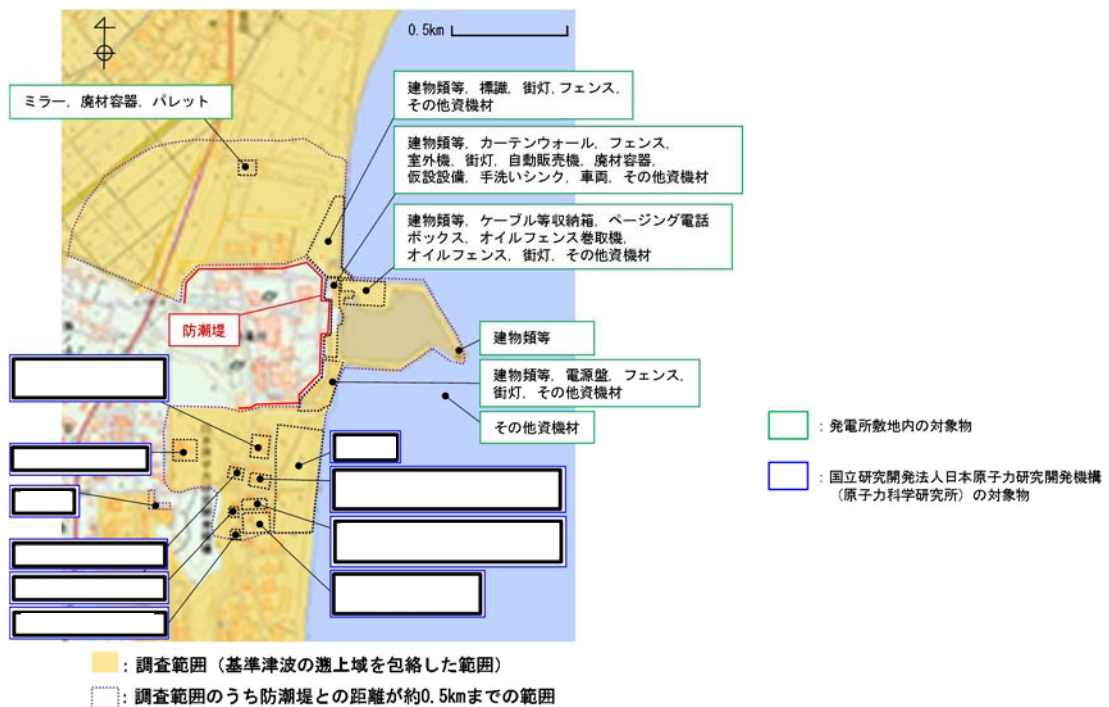 0.5km
ミラー，廃材容器，パレット
建物類等，標識，街灯，フェンス，
その他資機材
建物類等，カーテンウォール，フェンス，
室外機，街灯，自動販売機，廃材容器，
仮設設備，手洗いシンク，車両，その他資機材
建物類等，ケーブル等収納箱，ページング電話
ボックス，オイルフェンス巻取機，
オイルフェンス，街灯，その他資機材
防潮堤
建物類等
建物類等，電源盤，フェンス，
街灯，その他資機材
その他資機材
：発電所敷地内の対象物
：国立研究開発法人日本原子力研究開発機構
（原子力科学研究所）の対象物
：調査範囲（基準津波の遡上域を包絡した範囲）
：調査範囲のうち防潮堤との距離が約0.5kmまでの範囲